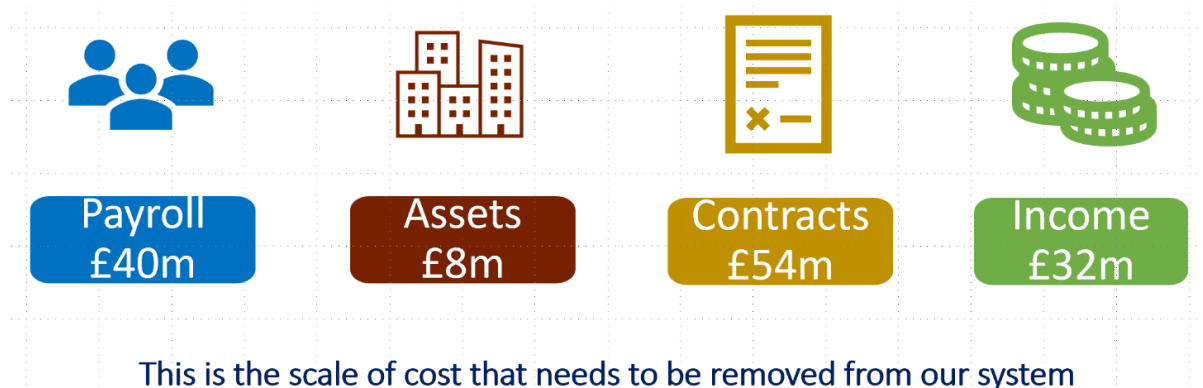 Payroll
£40m
Assets
£8m
Contracts
£54m
Income
£32m
This is the scale of cost that needs to be removed from our system